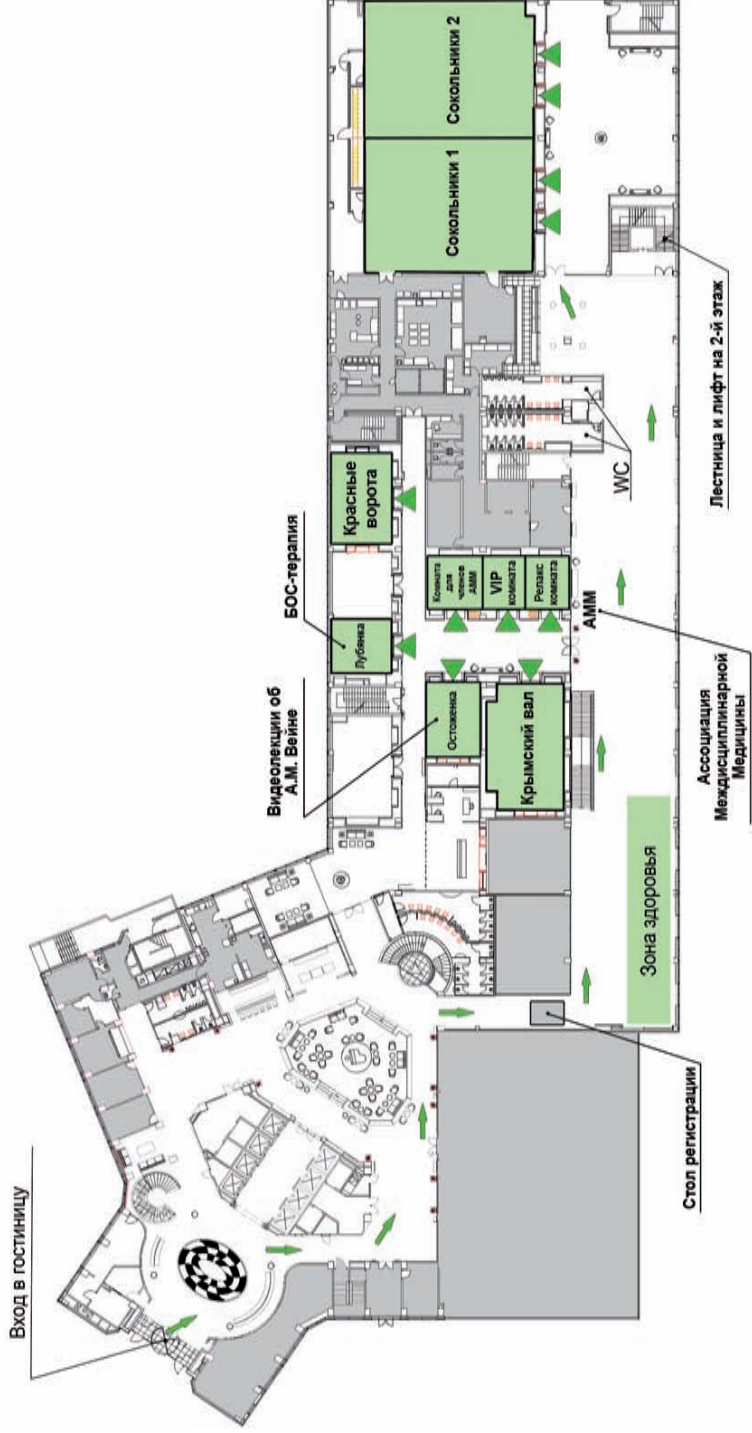 Вход в гостиницу
Видеолекции об
А.М. Вейне
БОС-терапия
Лубянка
Красные
ворота
Сокольники 1
Сокольники 2
Остоженка
Крымский вал
Комната
для
членов
АММ
VIP
комната
Релакс
комната
АММ
WC
Зона здоровья
Стол регистрации
Ассоциация
Междисциплинарной
Медицины
Лестница и лифт на 2-й этаж